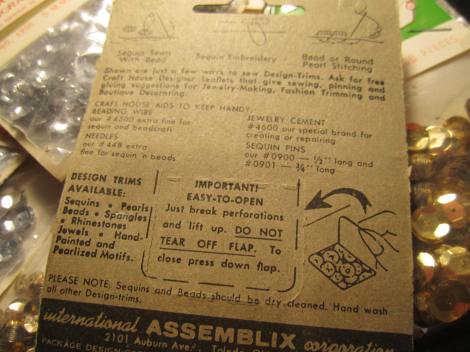 Sequin Sewn
With Bead
Sequin Embroidery
Bead or Round
Pearl Stitching
Shown are just a few ways to sew Design-Trims. Ask for free
Craft House Designer leaflets that give sewing, pinning and
gluing suggestions for Jewelry-Making, Fashion Trimming and
Boutique Decorating.
CRAFT HOUSE AIDS TO KEEP HANDY:
BEADING WIRE
our #4500 extra fine for
sequin and beadcraft
NEEDLES
our #448 extra
fine for sequin 'n beads
JEWELRY CEMENT
#4600 our special brand for
creating or repairing
SEQUIN PINS
our #0900 — ½" long and
#0901 — ¾" long
DESIGN TRIMS
AVAILABLE:
Sequins • Pearls
Beads • Spangles
• Rhinestones
Jewels • Hand-
Painted and
Pearlized Motifs.
IMPORTANT!
EASY-TO-OPEN
Just break perforations
and lift up. DO NOT
TEAR OFF FLAP. To
close press down flap.
PLEASE NOTE: Sequins and Beads should be dry cleaned. Hand wash
all other Design-trims.
international ASSEMBLIX corporation
2101 Auburn Ave.
PACKAGE DESIGN